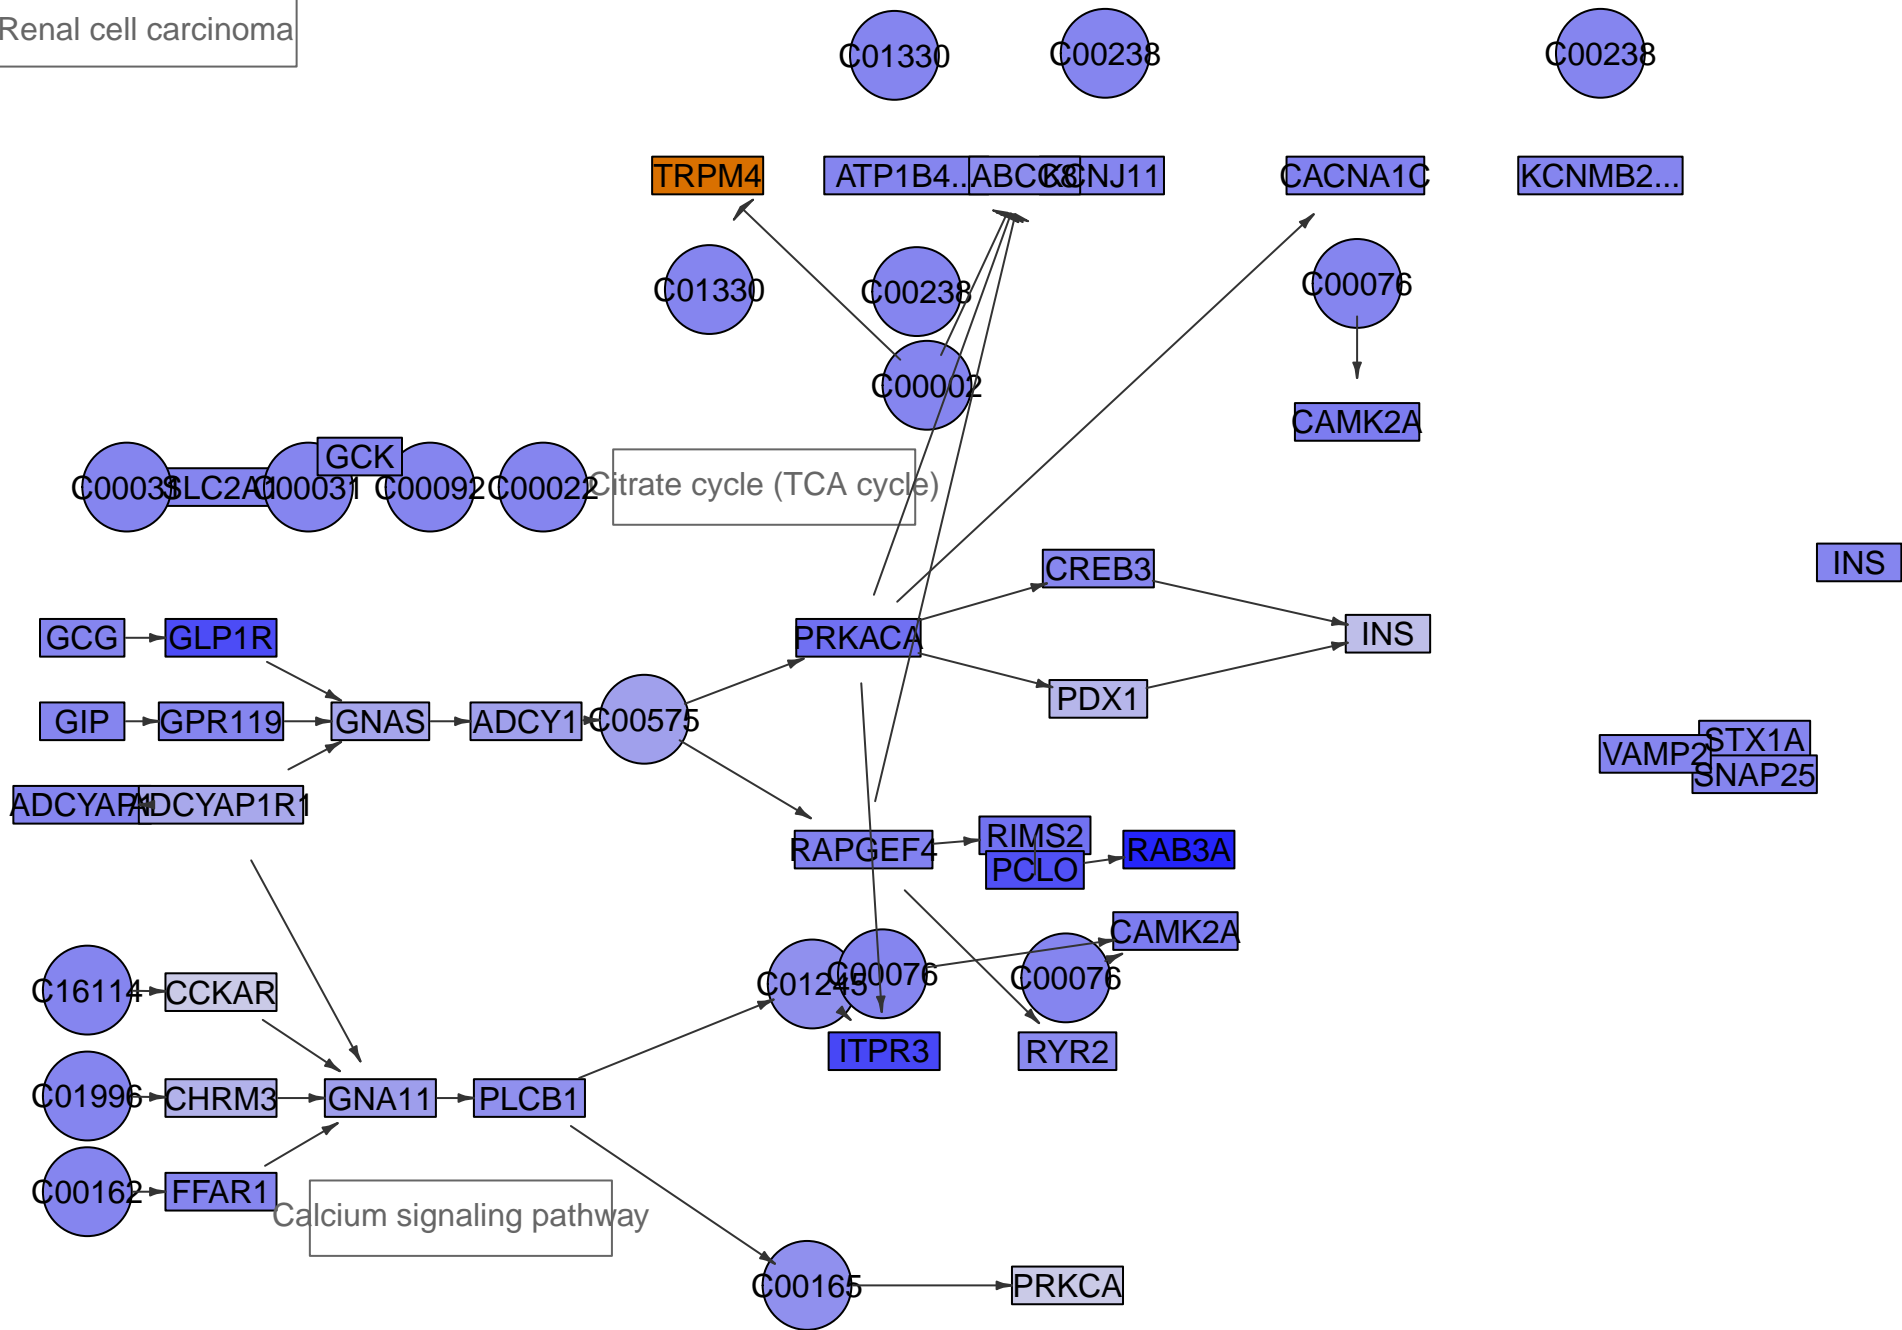 Renal cell carcinoma
C01330
C00238
C00238
TRPM4
ATP1B4...
ABCC8
KCNJ11
CACNA1C
KCNMB2...
C01330
C00238
C00076
C00002
CAMK2A
GCK
C00031
SLC2A1
C00031
C00092
C00022
Citrate cycle (TCA cycle)
CREB3
INS
GCG
GLP1R
PRKACA
INS
PDX1
GIP
GPR119
GNAS
ADCY1
C00575
STX1A
VAMP2
SNAP25
ADCYAP1
ADCYAP1R1
RAPGEF4
RIMS2
PCLO
RAB3A
CAMK2A
C16114
CCKAR
C01245
C00076
C00076
ITPR3
RYR2
C01996
CHRM3
GNA11
PLCB1
C00162
FFAR1
Calcium signaling pathway
C00165
PRKCA